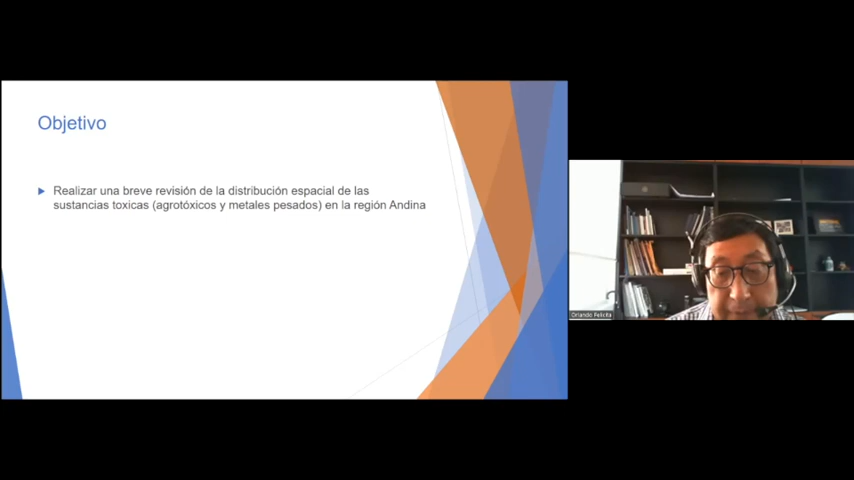 Objetivo
Realizar una breve revisión de la distribución espacial de las
sustancias toxicas (agrotóxicos y metales pesados) en la región Andina
Orlando Felicita